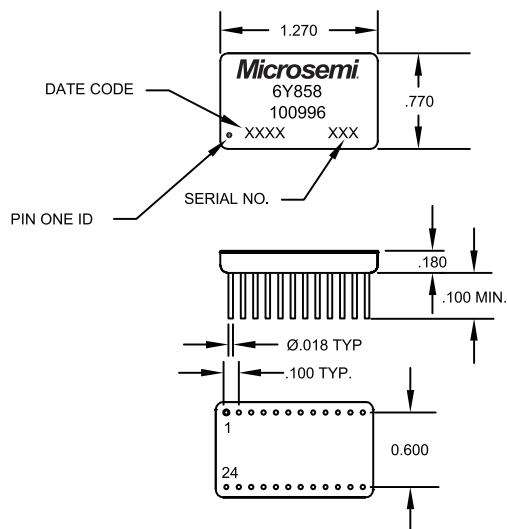 1.270
Microsemi
6Y858
100996
DATE CODE
XXXX XXX
.770
PIN ONE ID
SERIAL NO.
.180
.100 MIN.
Ø.018 TYP
.100 TYP.
1
0.600
24